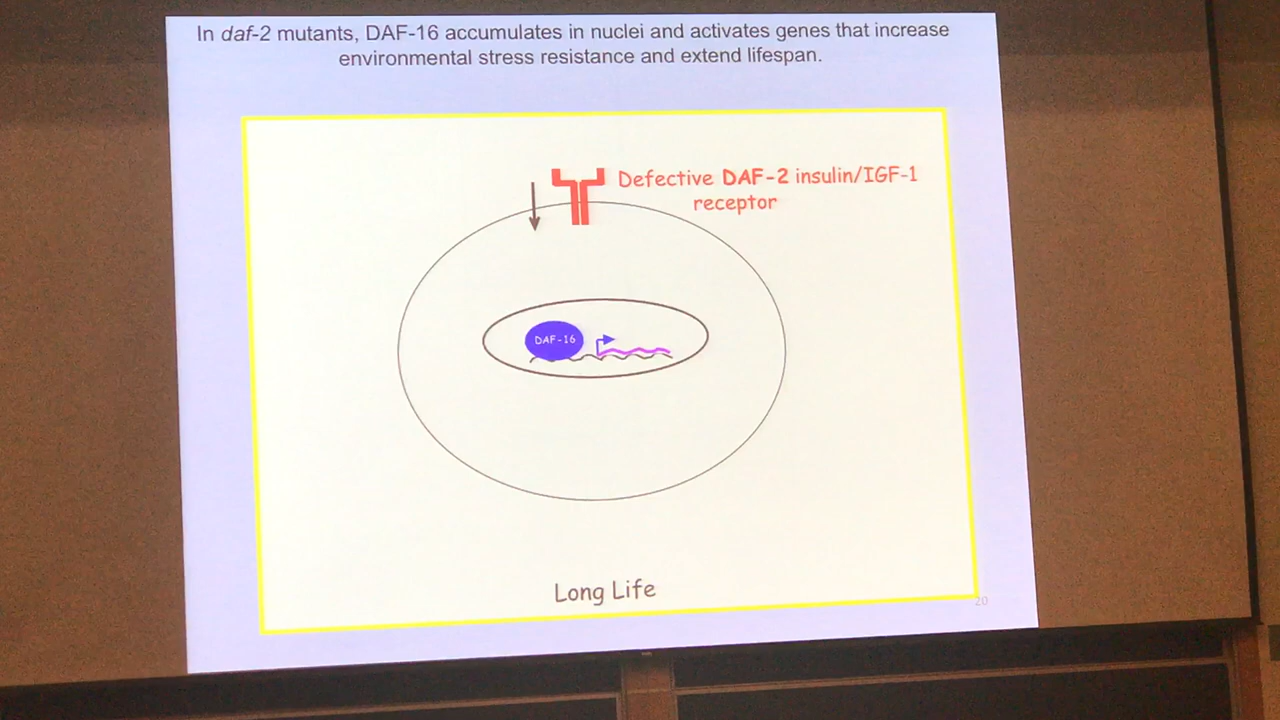 In daf-2 mutants, DAF-16 accumulates in nuclei and activates genes that increase
environmental stress resistance and extend lifespan.
Defective DAF-2 insulin/IGF-1
receptor
DAF-16
Long Life
20